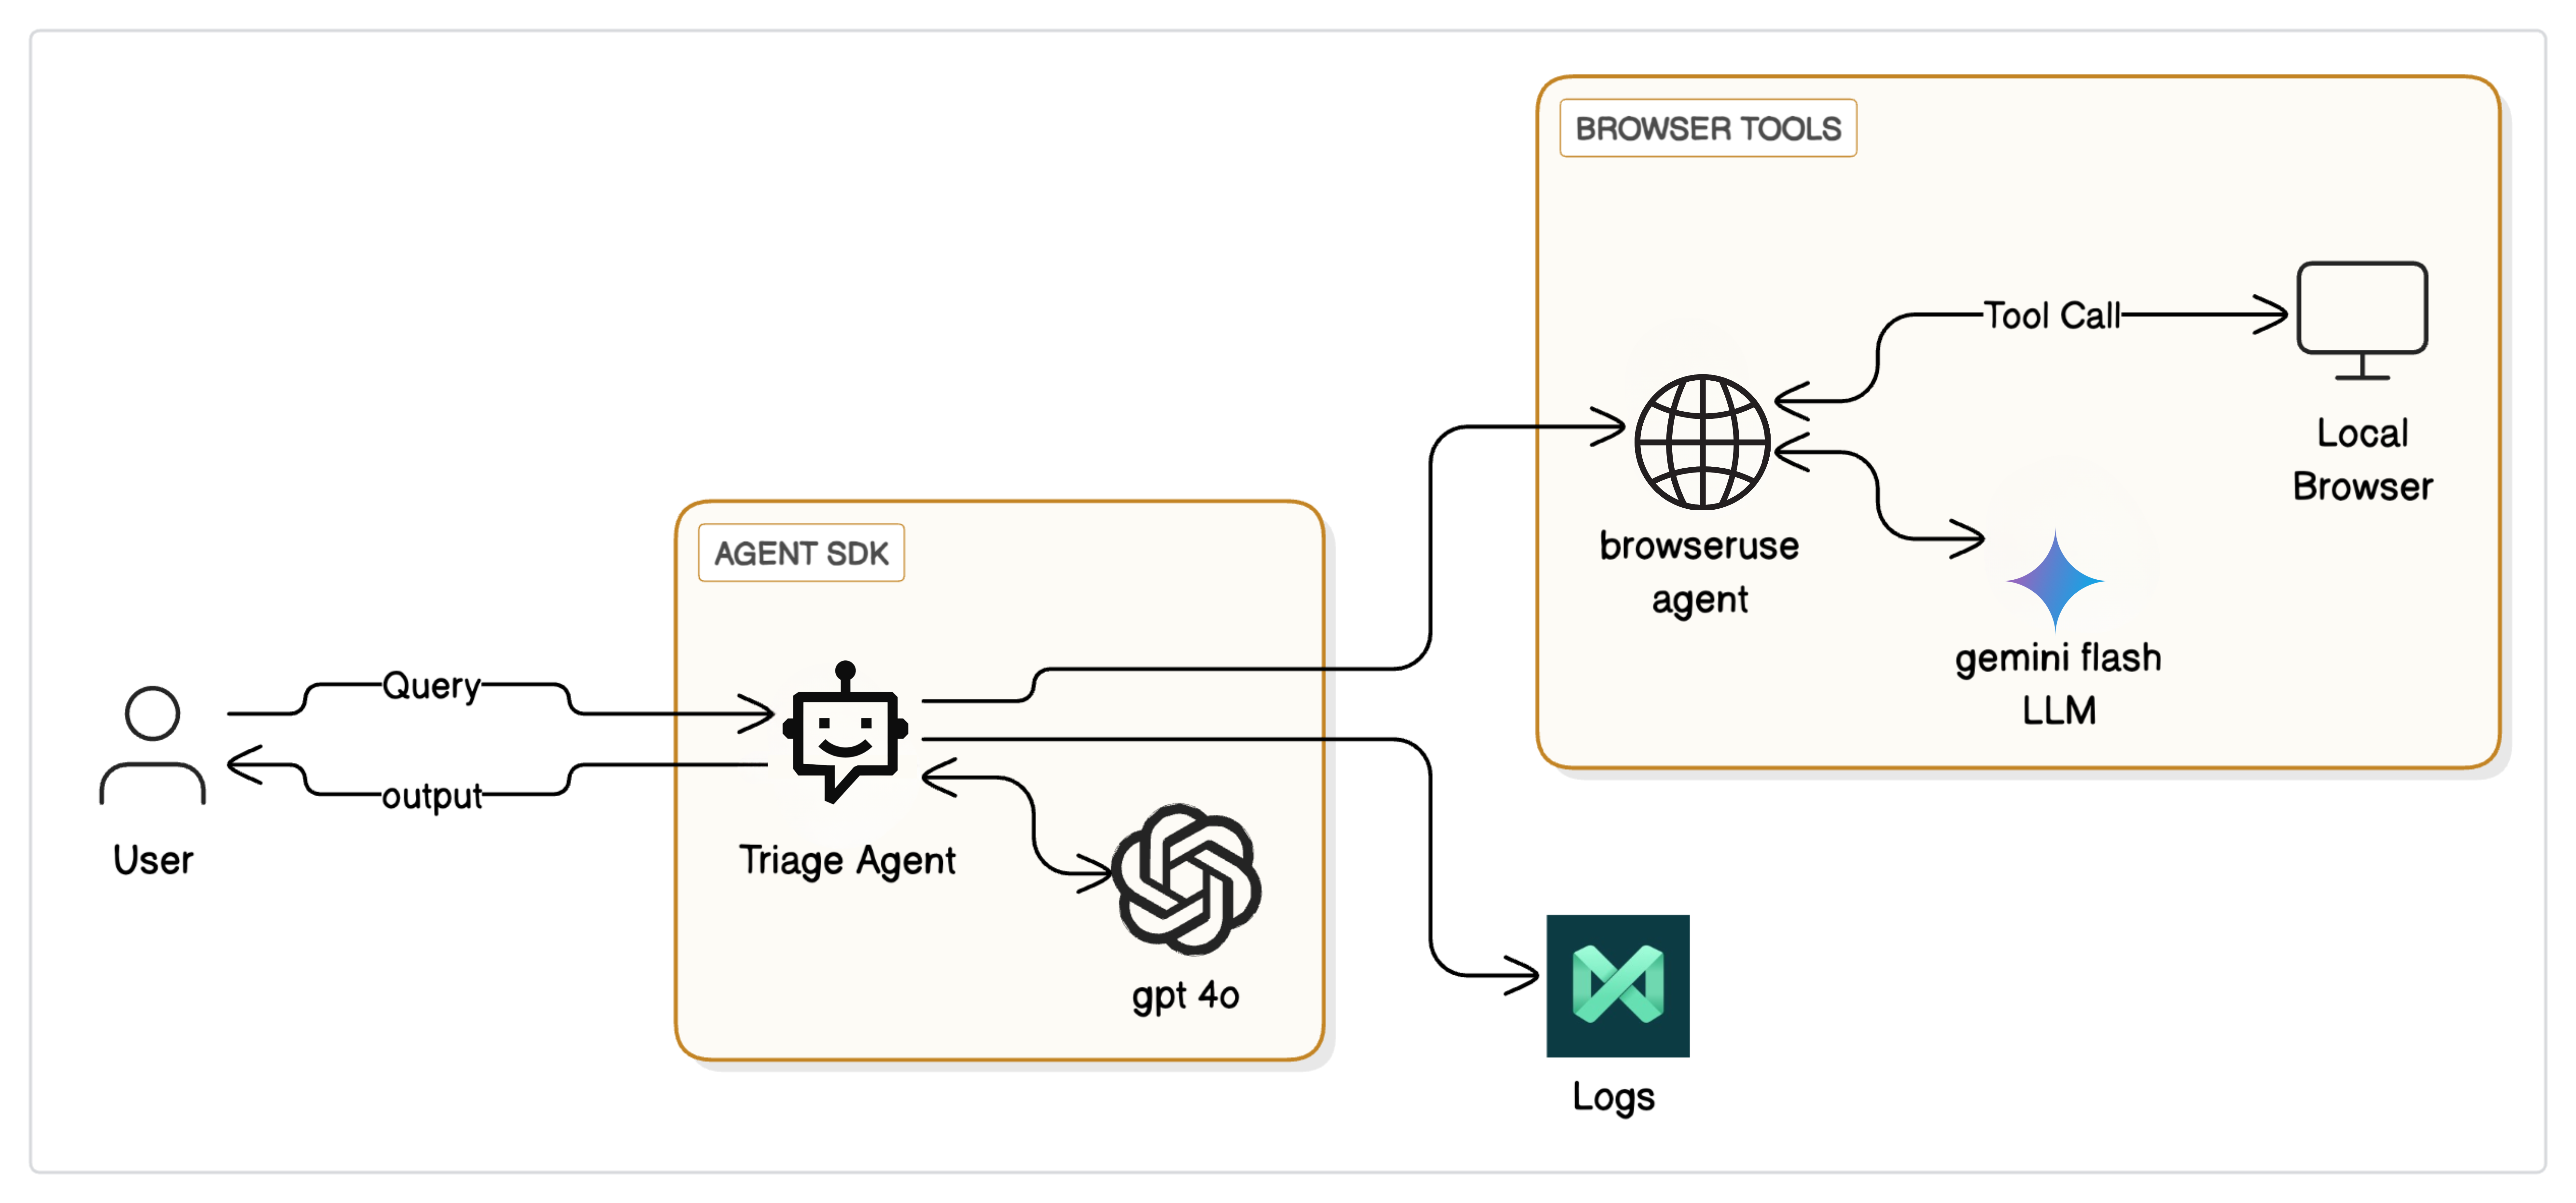 BROWSER TOOLS
Tool Call
Local
Browser
browseruse
agent
gemini flash
LLM
AGENT SDK
Query
output
User
Triage Agent
gpt 4o
Logs